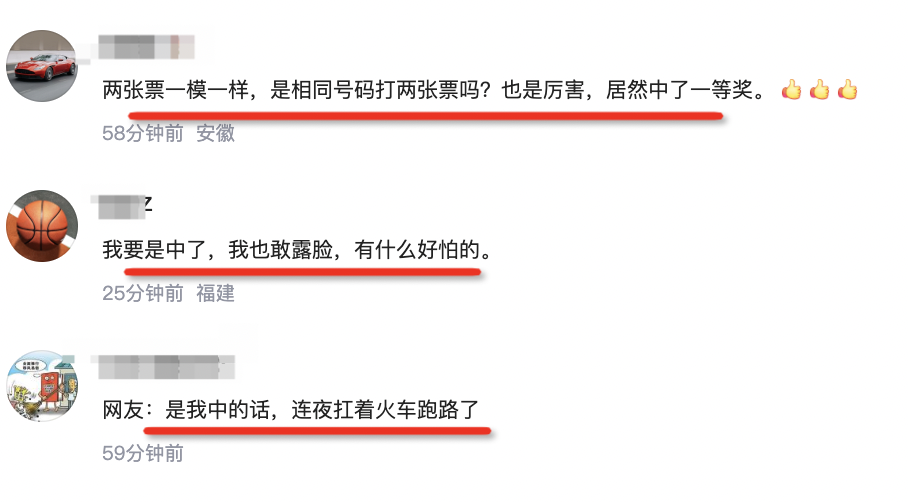 两张票一模一样，是相同号码打两张票吗？也是厉害，居然中了一等奖。👍👍👍
58分钟前 安徽
z
我要是中了，我也敢露脸，有什么好怕的。
25分钟前 福建
网友：是我中的话，连夜扛着火车跑路了
59分钟前